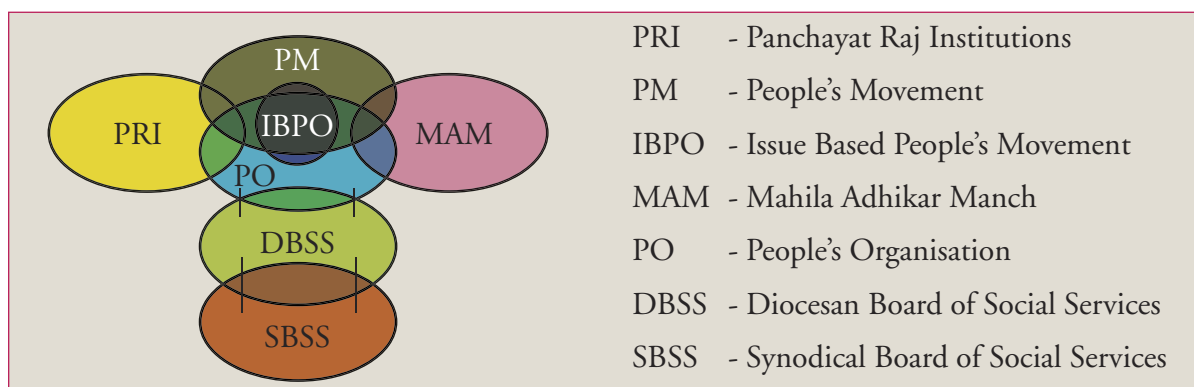 PM
PRI
IBPO
MAM
PO
DBSS
SBSS
PRI - Panchayat Raj Institutions
PM - People's Movement
IBPO - Issue Based People's Movement
MAM - Mahila Adhikar Manch
PO - People's Organisation
DBSS - Diocesan Board of Social Services
SBSS - Synodical Board of Social Services